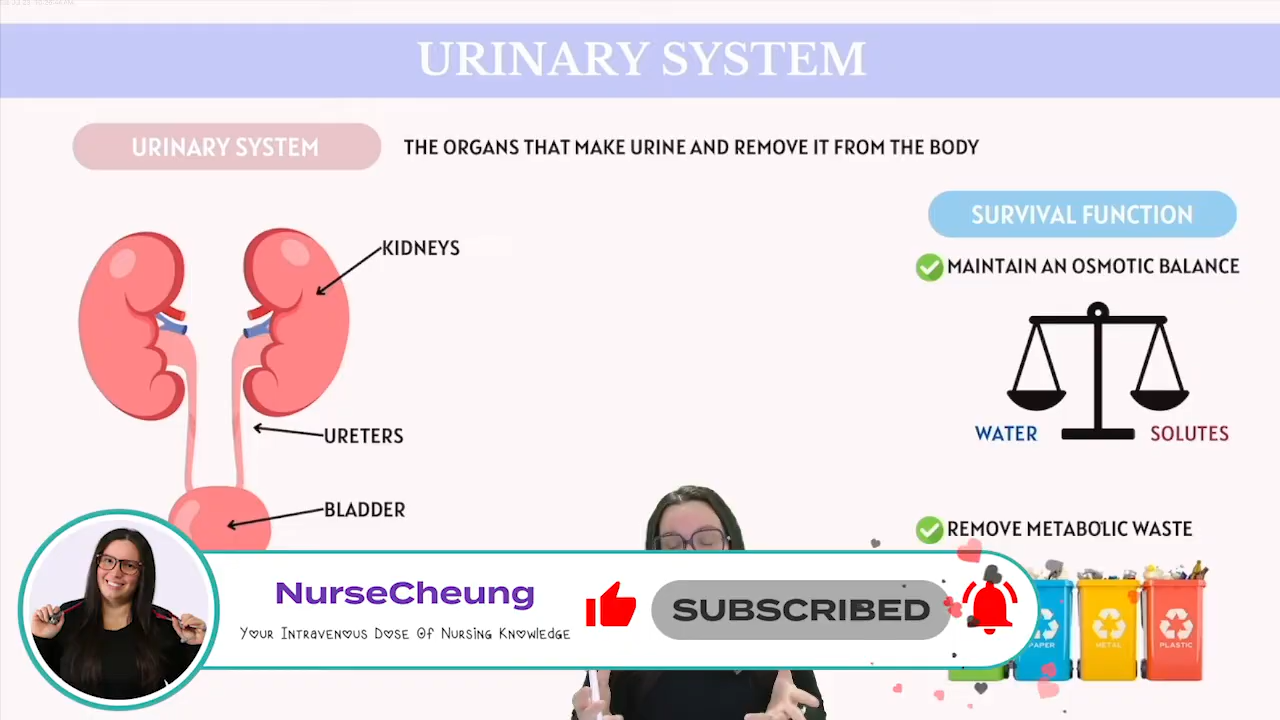 URINARY SYSTEM
URINARY SYSTEM
THE ORGANS THAT MAKE URINE AND REMOVE IT FROM THE BODY
SURVIVAL FUNCTION
MAINTAIN AN OSMOTIC BALANCE
KIDNEYS
WATER
SOLUTES
URETERS
BLADDER
REMOVE METABOLIC WASTE
NurseCheung
Your Intravenous Dose Of Nursing Knowledge
SUBSCRIBED
PAPER
METAL
PLASTIC